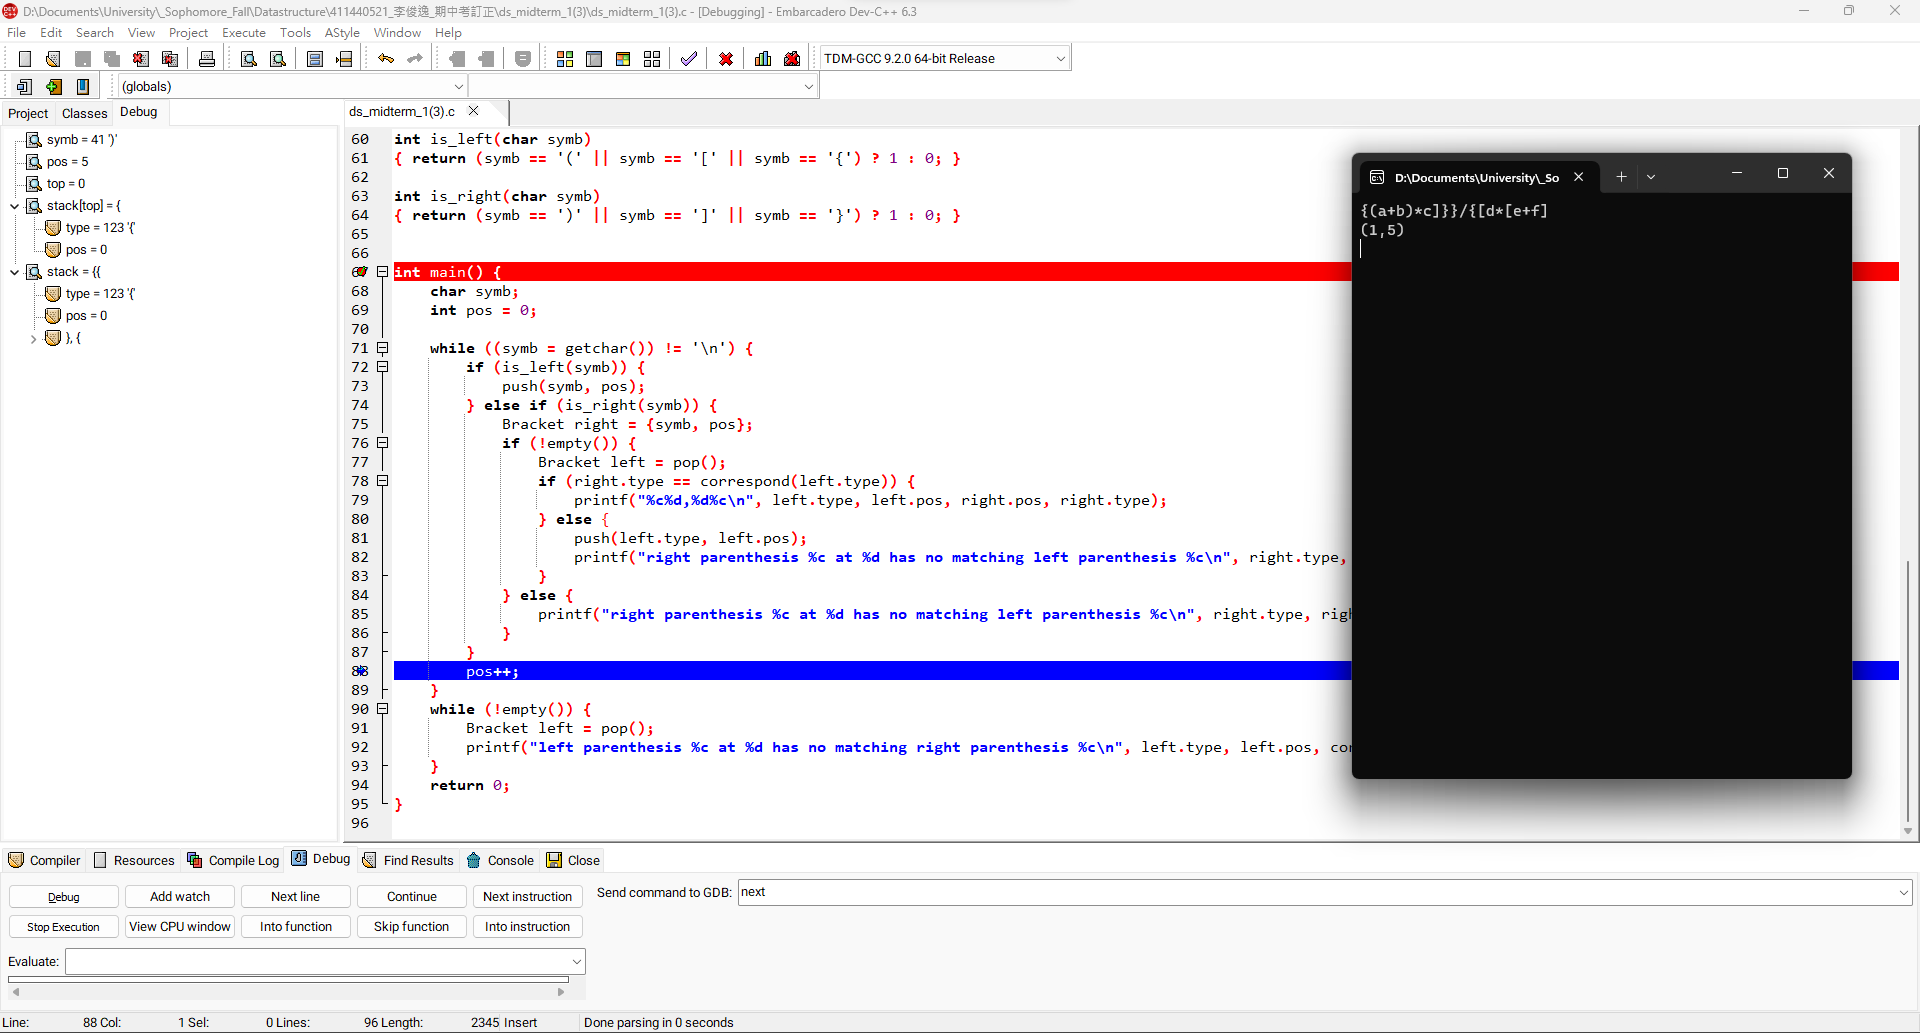 D:\Documents\University\_Sophomore_Fall\Datastructure\411440521_李俊逸_期中考訂正\ds_midterm_1(3)\ds_midterm_1(3).c - [Debugging] - Embarcadero Dev-C++ 6.3
File Edit Search View Project Execute Tools AStyle Window Help
TDM-GCC 9.2.0 64-bit Release
(globals)
Project Classes Debug
symb = 41 ')'
pos = 5
top = 0
stack[top] = {
type = 123 '{'
pos = 0
stack = {{
type = 123 '{'
pos = 0
}, {
ds_midterm_1(3).c
60 int is_left(char symb)
61 { return (symb == '(' || symb == '[' || symb == '{') ? 1 : 0; }
62
63 int is_right(char symb)
64 { return (symb == ')' || symb == ']' || symb == '}') ? 1 : 0; }
65
66
67 int main() {
68 char symb;
69 int pos = 0;
70
71 while ((symb = getchar()) != '\n') {
72 if (is_left(symb)) {
73 push(symb, pos);
74 } else if (is_right(symb)) {
75 Bracket right = {symb, pos};
76 if (!empty()) {
77 Bracket left = pop();
78 if (right.type == correspond(left.type)) {
79 printf("%c%d,%d%c\n", left.type, left.pos, right.pos, right.type);
80 } else {
81 push(left.type, left.pos);
82 printf("right parenthesis %c at %d has no matching left parenthesis %c\n", right.type,
83 }
84 } else {
85 printf("right parenthesis %c at %d has no matching left parenthesis %c\n", right.type, rig
86 }
87 }
88 pos++;
89 }
90 while (!empty()) {
91 Bracket left = pop();
92 printf("left parenthesis %c at %d has no matching right parenthesis %c\n", left.type, left.pos, co
93 }
94 return 0;
95 }
96
D:\Documents\University\_So
{(a+b)*c]}}/{[d*[e+f]
(1,5)
Compiler Resources Compile Log Debug Find Results Console Close
Debug Add watch Next line Continue Next instruction
Send command to GDB: next
Stop Execution View CPU window Into function Skip function Into instruction
Evaluate:
Line: 88 Col: 1 Sel: 0 Lines: 96 Length: 2345 Insert Done parsing in 0 seconds